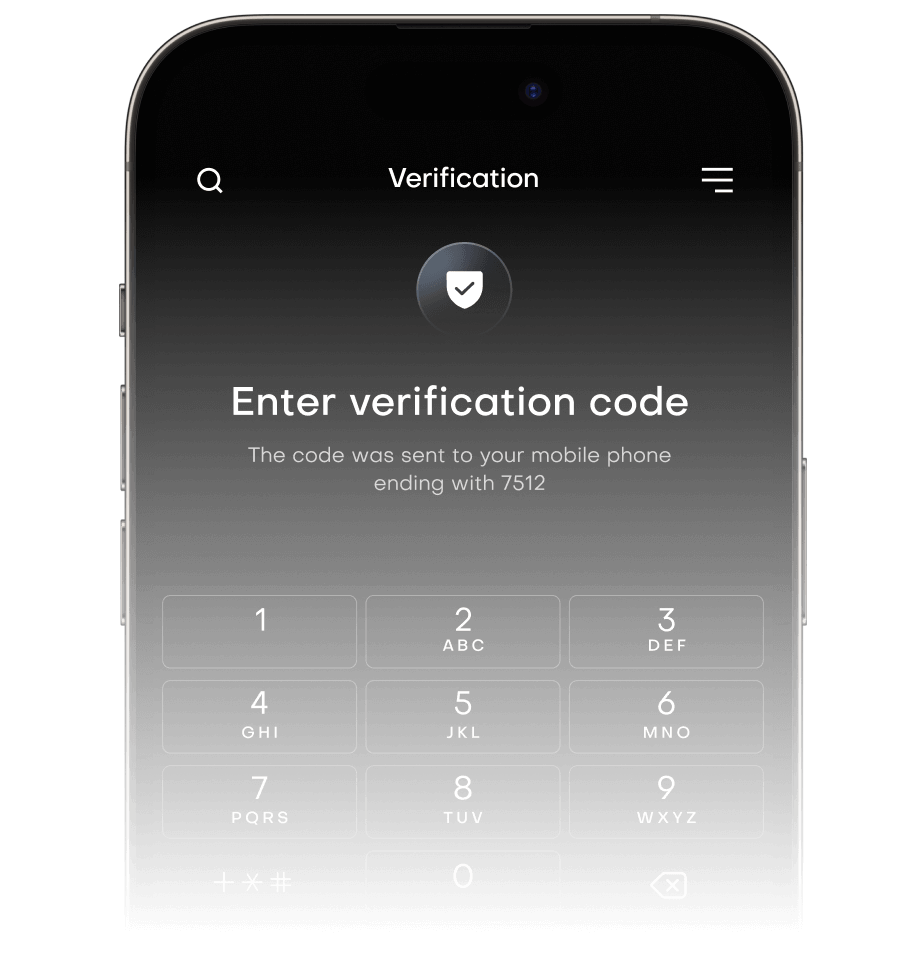 Verification
Enter verification code
The code was sent to your mobile phone
ending with 7512
1 2 3
ABC DEF
4 5 6
GHI JKL MNO
7 8 9
PQRS TUV WXYZ
+ * # 0